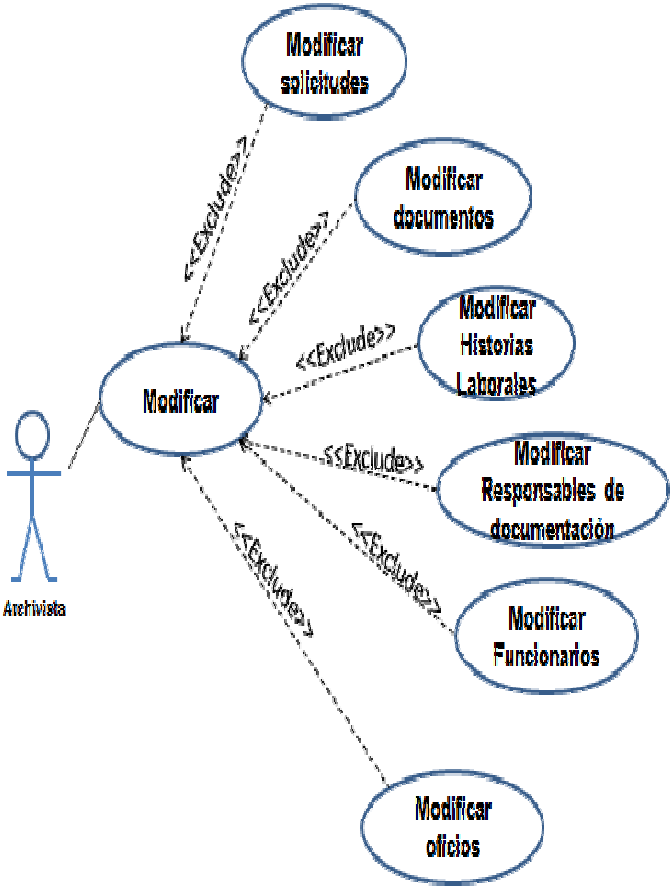 Modificar
solicitudes
<<Exclude>>
Modificar
documentos
<<Exclude>>
Modificar
Historias
Laborales
<<Exclude>>
Modificar
Archivista
<<Exclude>>
Modificar
Responsables de
documentación
<<Exclude>>
Modificar
Funcionarios
<<Exclude>>
Modificar
oficios